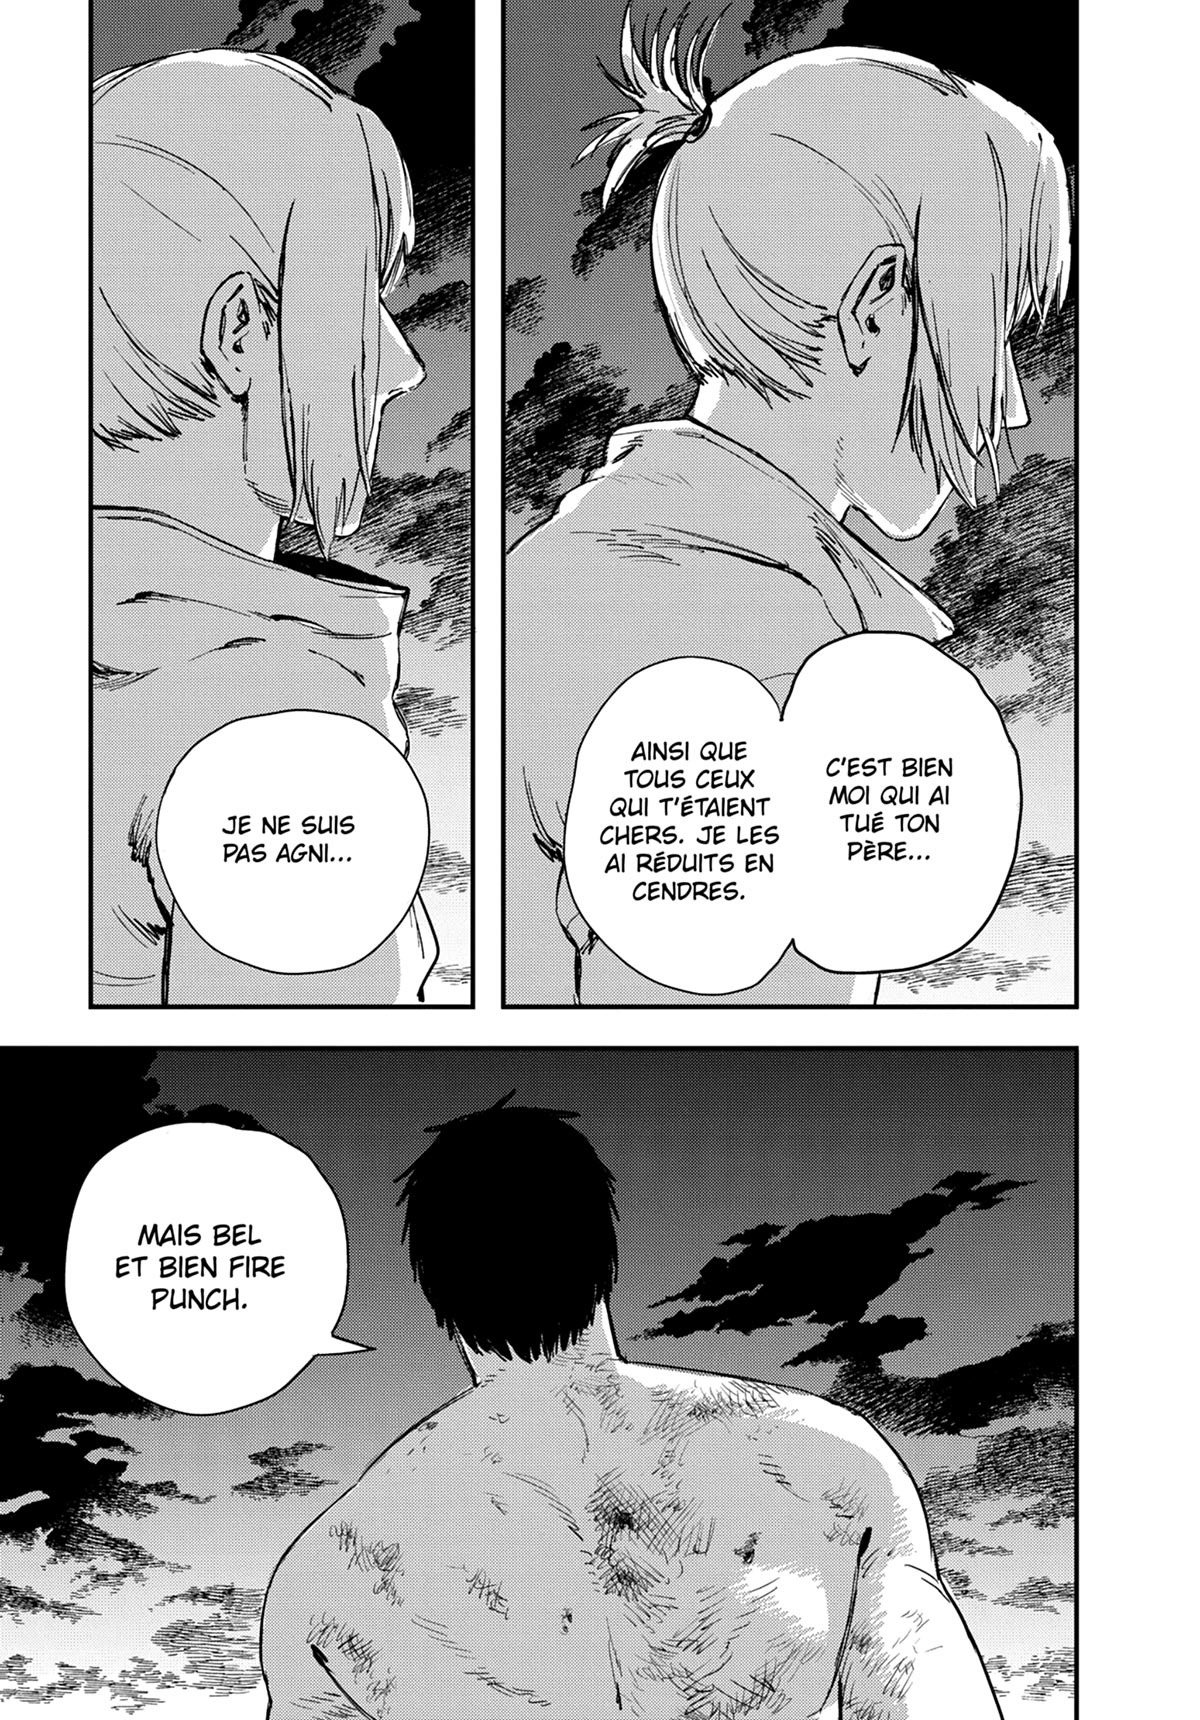 C'EST BIEN
MOI QUI AI
TUÉ TON
PÈRE...
AINSI QUE
TOUS CEUX
QUI T'ÉTAIENT
CHERS. JE LES
AI RÉDUITS EN
CENDRES.
JE NE SUIS
PAS AGNI...
MAIS BEL
ET BIEN FIRE
PUNCH.